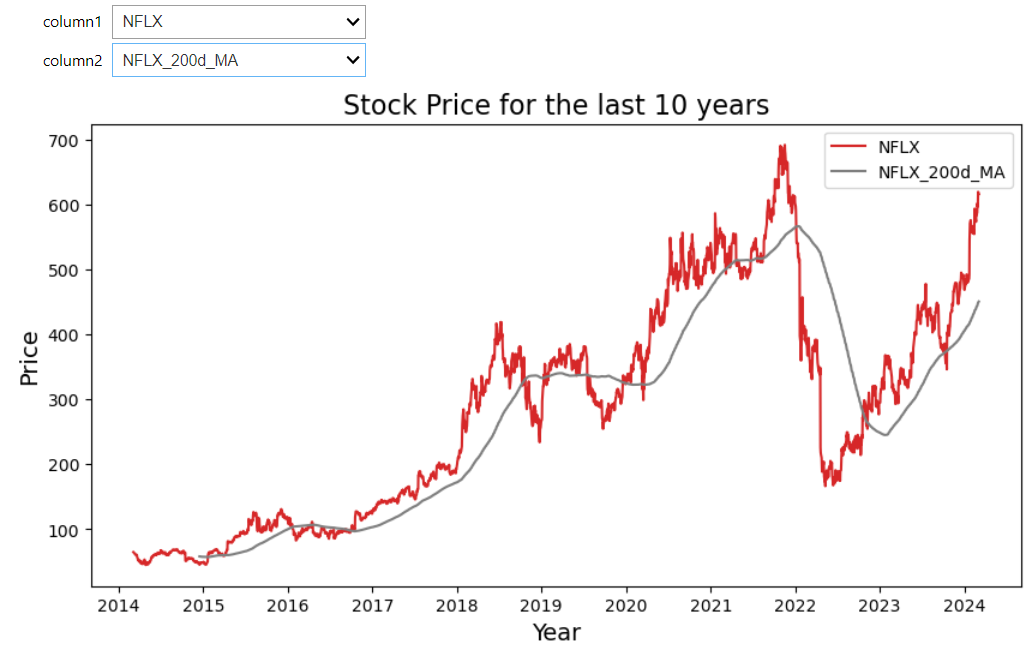 column1 NFLX
column2 NFLX_200d_MA
Stock Price for the last 10 years
NFLX
NFLX_200d_MA
Price
700
600
500
400
300
200
100
2014 2015 2016 2017 2018 2019 2020 2021 2022 2023 2024
Year